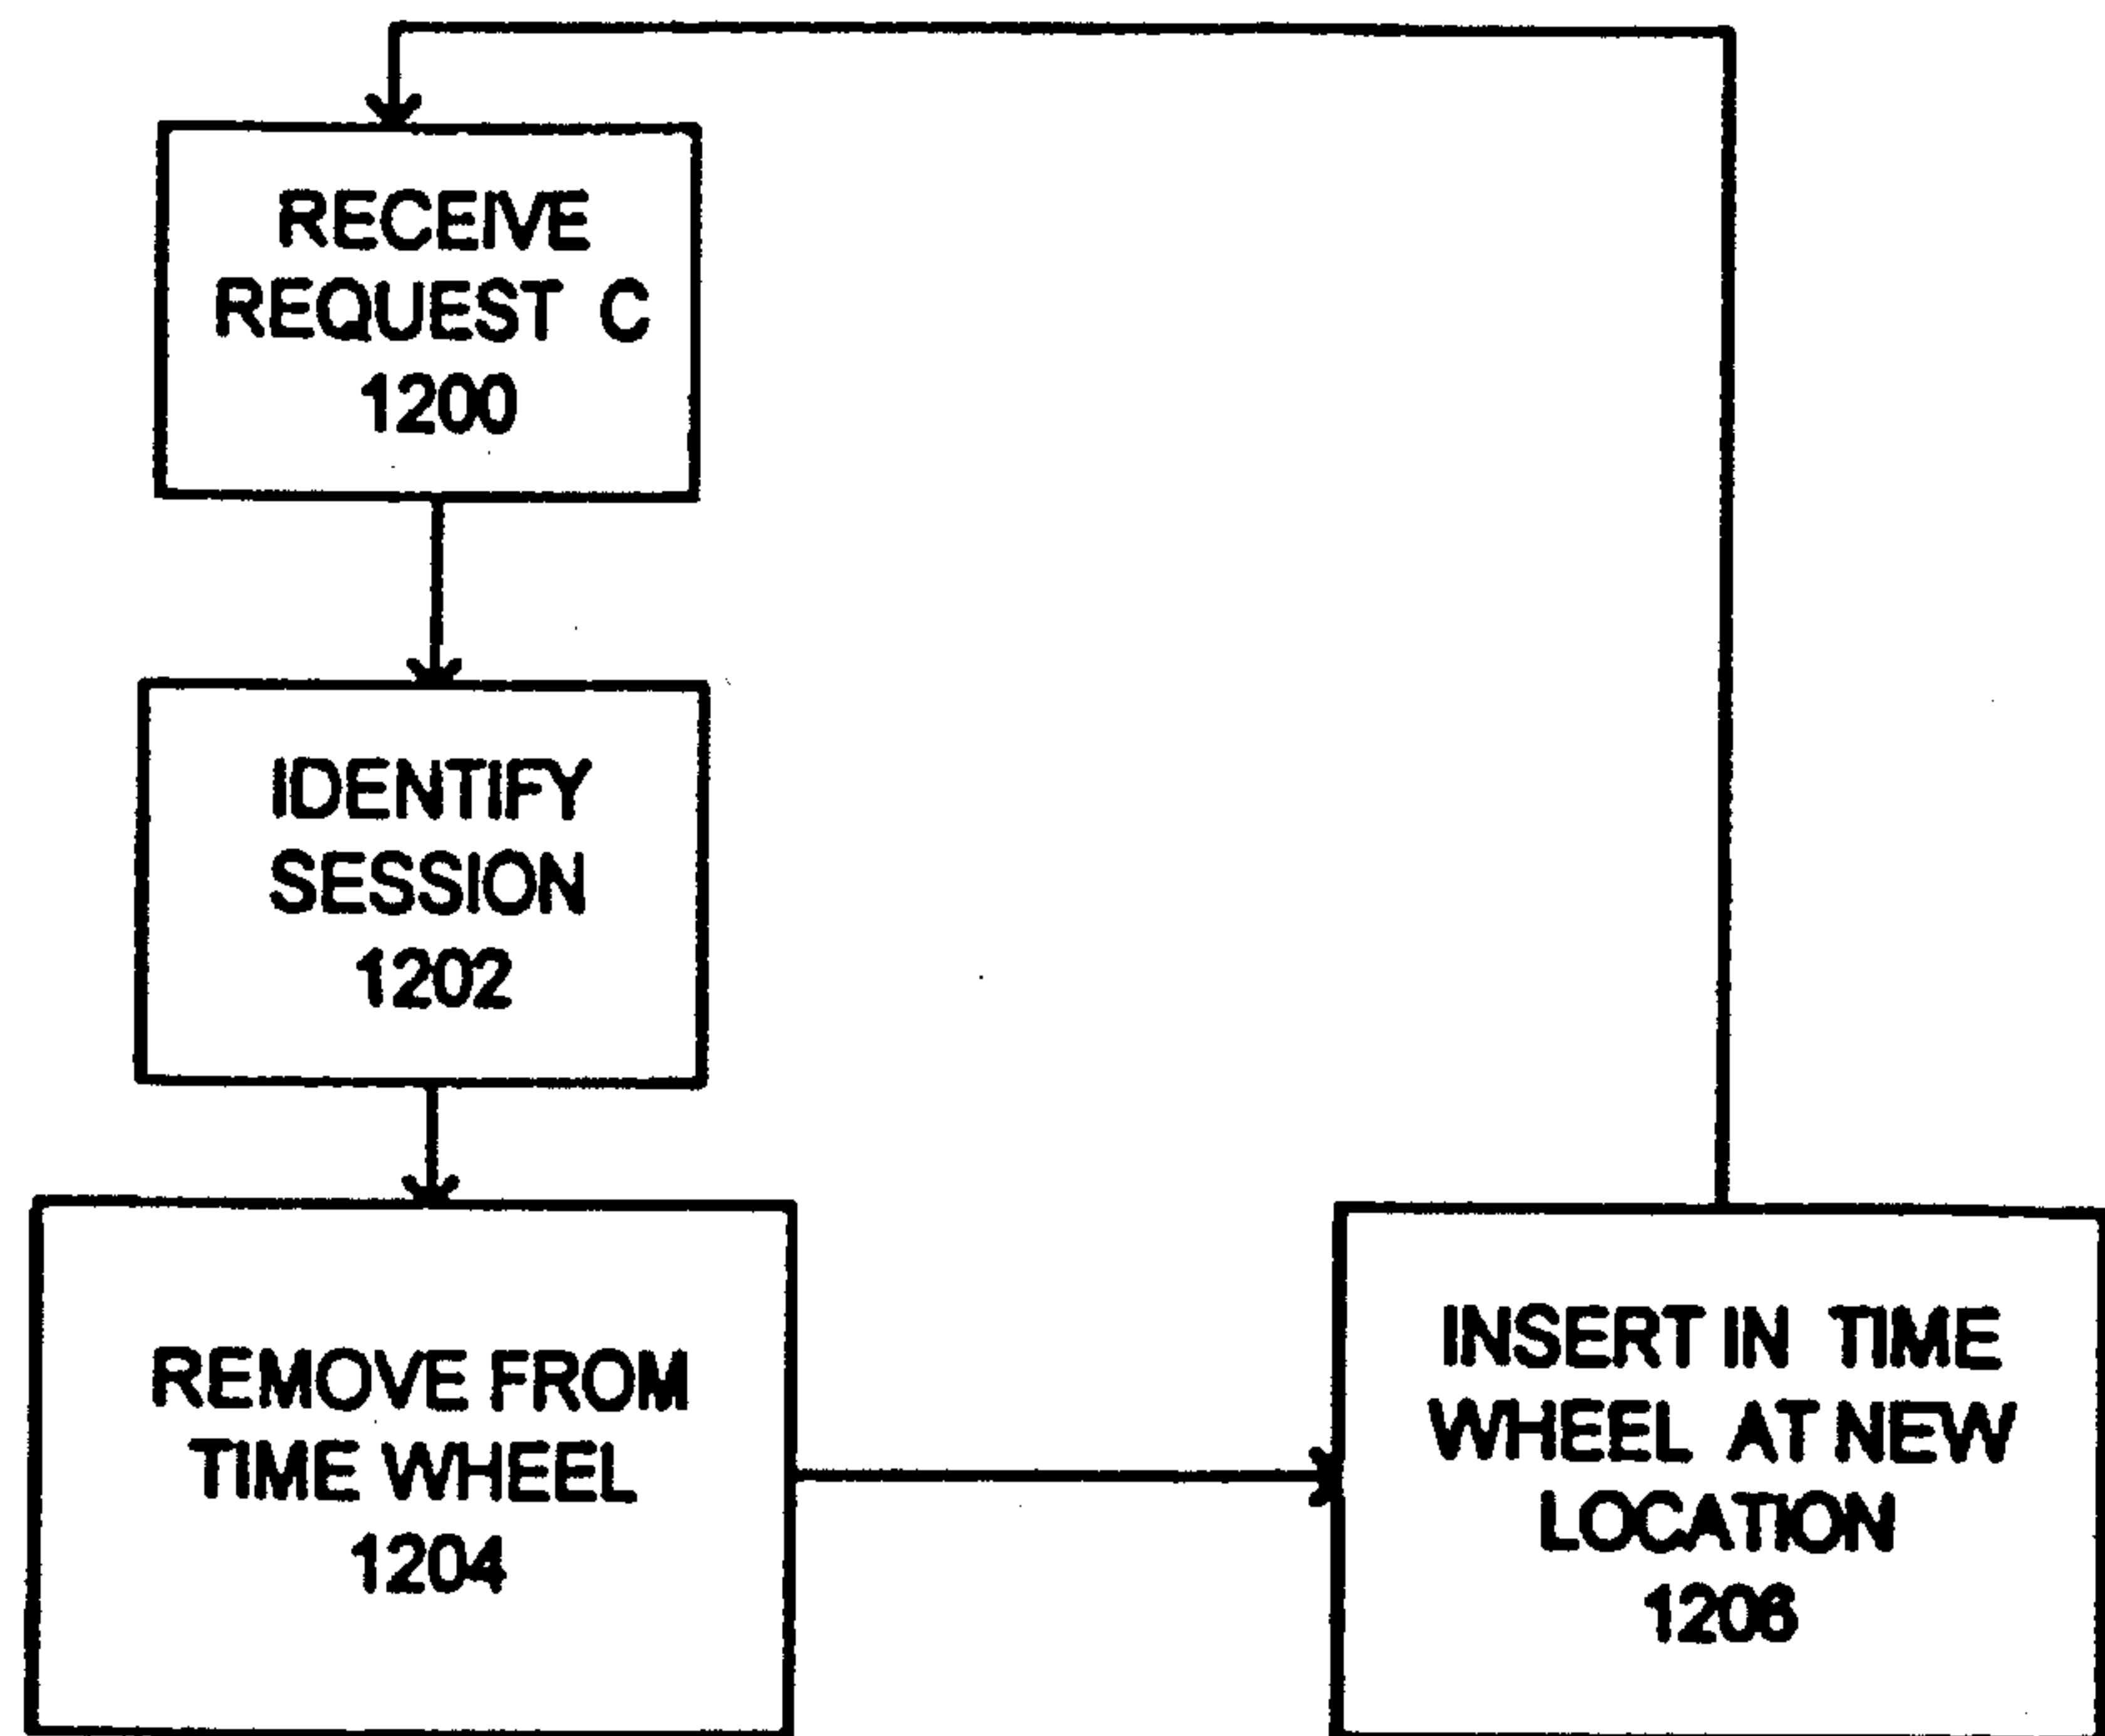 RECEIVE
REQUEST C
1200
IDENTIFY
SESSION
1202
REMOVE FROM
TIME WHEEL
1204
INSERT IN TIME
WHEEL AT NEW
LOCATION
1206